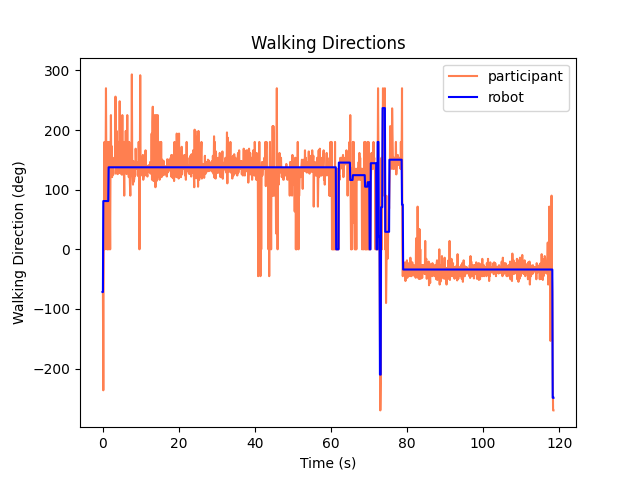 Walking Directions
participant
robot
Walking Direction (deg)
300
200
100
0
−100
−200
0 20 40 60 80 100 120
Time (s)